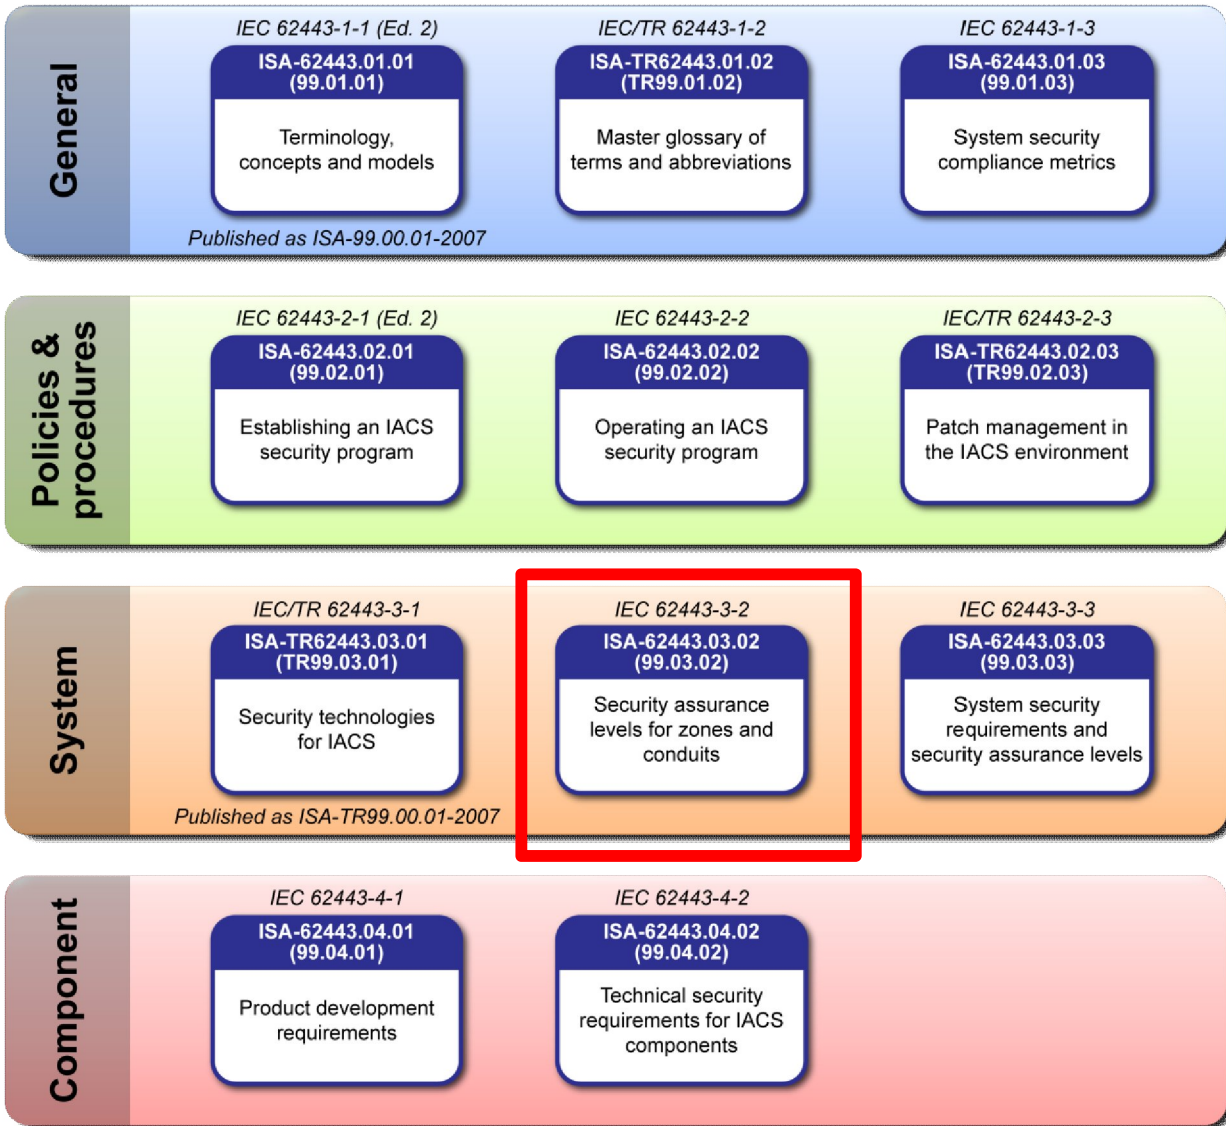 General
IEC 62443-1-1 (Ed. 2)
ISA-62443.01.01
(99.01.01)
Terminology,
concepts and models
Published as ISA-99.00.01-2007
IEC/TR 62443-1-2
ISA-TR62443.01.02
(TR99.01.02)
Master glossary of
terms and abbreviations
IEC 62443-1-3
ISA-62443.01.03
(99.01.03)
System security
compliance metrics
Policies &
procedures
IEC 62443-2-1 (Ed. 2)
ISA-62443.02.01
(99.02.01)
Establishing an IACS
security program
IEC 62443-2-2
ISA-62443.02.02
(99.02.02)
Operating an IACS
security program
IEC/TR 62443-2-3
ISA-TR62443.02.03
(TR99.02.03)
Patch management in
the IACS environment
System
IEC/TR 62443-3-1
ISA-TR62443.03.01
(TR99.03.01)
Security technologies
for IACS
Published as ISA-TR99.00.01-2007
IEC 62443-3-2
ISA-62443.03.02
(99.03.02)
Security assurance
levels for zones and
conduits
IEC 62443-3-3
ISA-62443.03.03
(99.03.03)
System security
requirements and
security assurance levels
Component
IEC 62443-4-1
ISA-62443.04.01
(99.04.01)
Product development
requirements
IEC 62443-4-2
ISA-62443.04.02
(99.04.02)
Technical security
requirements for IACS
components